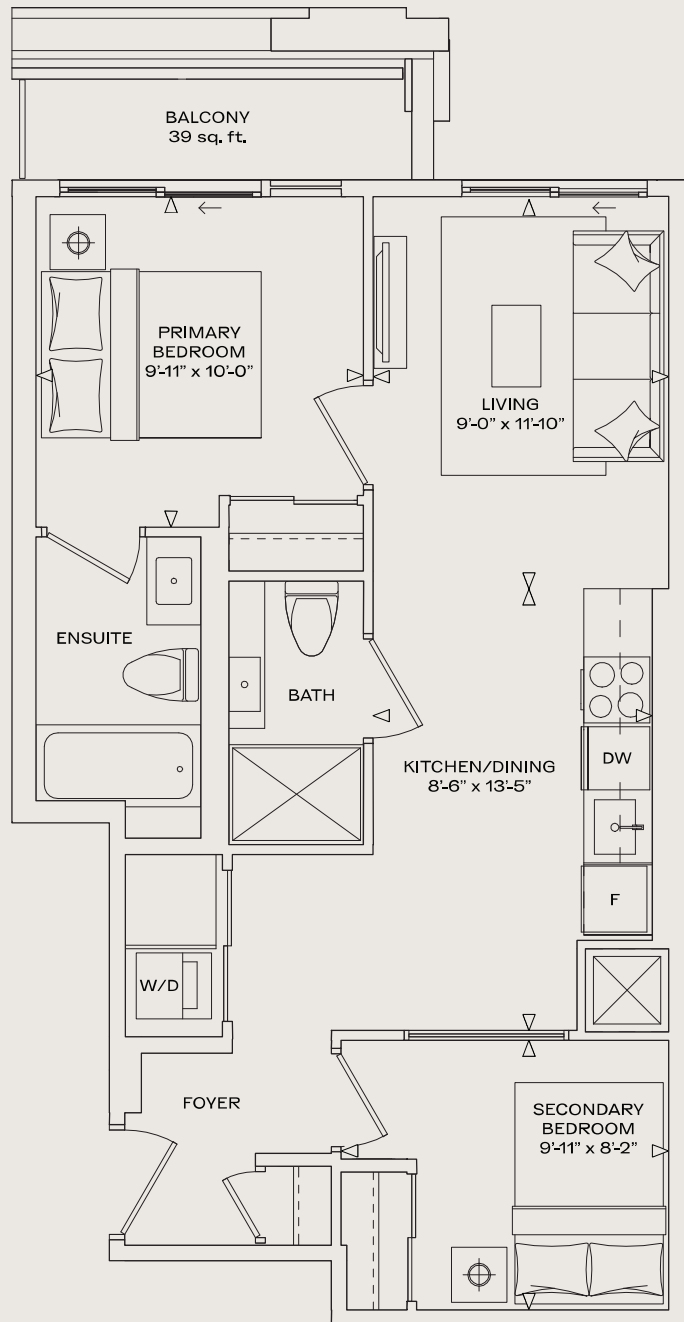 BALCONY
39 sq. ft.
PRIMARY
BEDROOM
9'-11” x 10'-0”
LIVING
9'-0” x 11'-10”
ENSUITE
BATH
KITCHEN/DINING
8'-6” x 13'-5”
DW
F
W/D
FOYER
SECONDARY
BEDROOM
9'-11” x 8'-2”